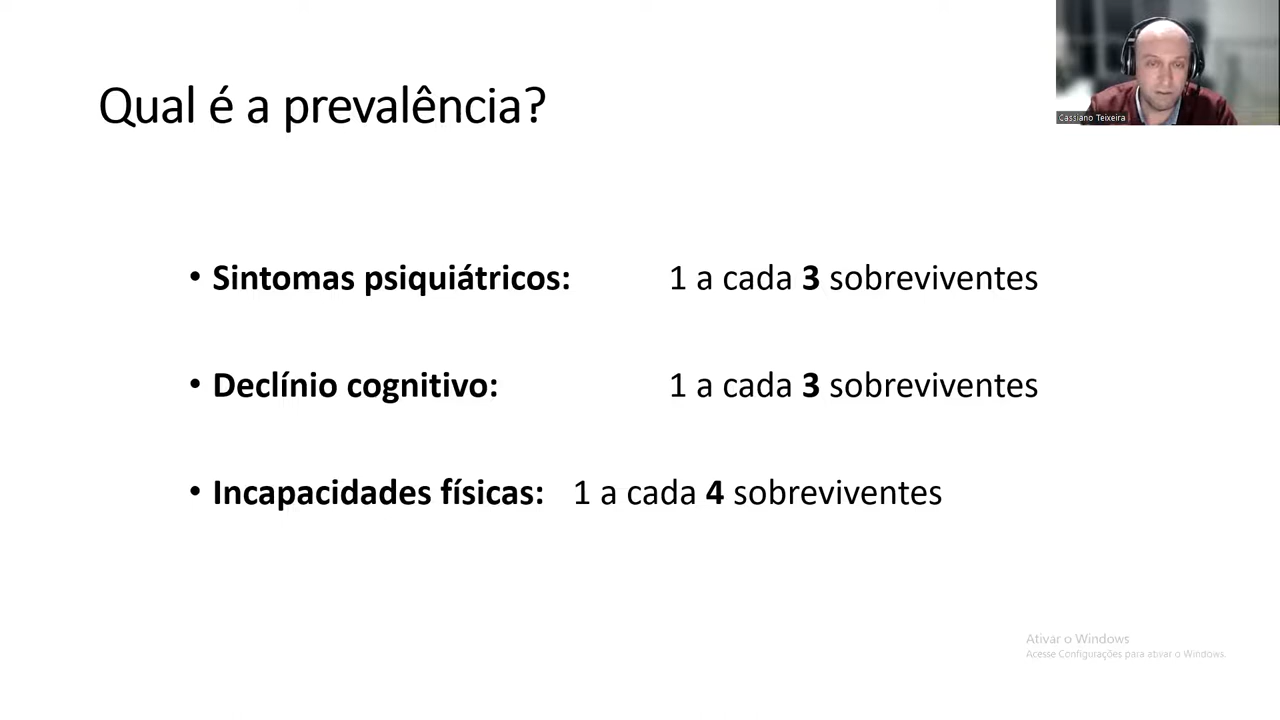 Qual é a prevalência?
Cassiano Teixeira
• Sintomas psiquiátricos: 1 a cada 3 sobreviventes
• Declínio cognitivo: 1 a cada 3 sobreviventes
• Incapacidades físicas: 1 a cada 4 sobreviventes
Ativar o Windows
Acesse Configurações para ativar o Windows.